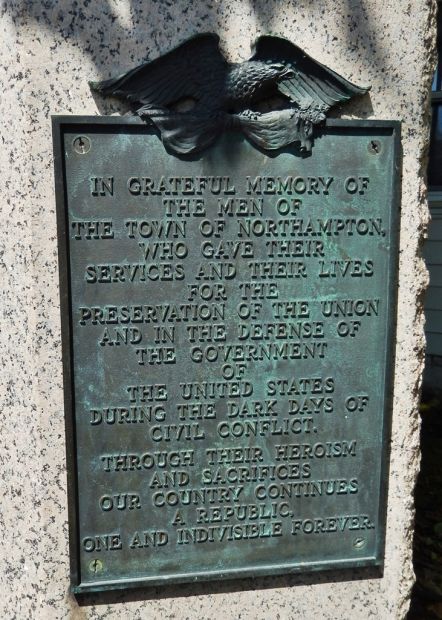 IN GRATEFUL MEMORY OF
THE MEN OF
THE TOWN OF NORTHAMPTON,
WHO GAVE THEIR
SERVICES AND THEIR LIVES
FOR THE
PRESERVATION OF THE UNION
AND IN THE DEFENSE OF
THE GOVERNMENT
OF
THE UNITED STATES
DURING THE DARK DAYS OF
CIVIL CONFLICT.
THROUGH THEIR HEROISM
AND SACRIFICES
OUR COUNTRY CONTINUES
A REPUBLIC,
ONE AND INDIVISIBLE FOREVER.